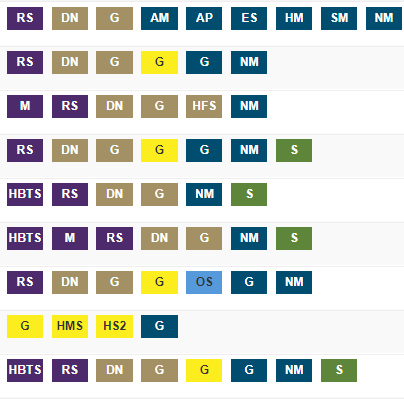 RS DN G AM AP ES HM SM NM
RS DN G G G NM
M RS DN G HFS NM
RS DN G G G NM S
HBTS RS DN G NM S
HBTS M RS DN G NM S
RS DN G G OS G NM
G HMS HS2 G
HBTS RS DN G G G NM S